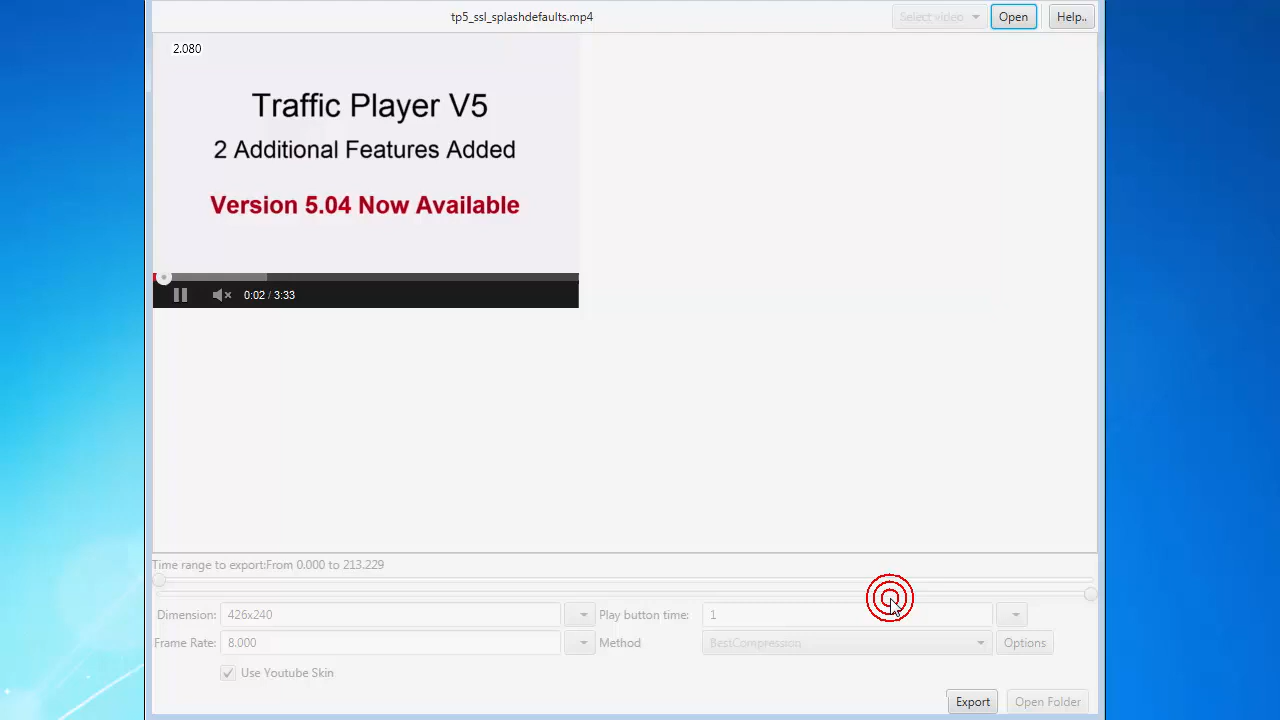 tp5_ssl_splashdefaults.mp4
Select video
Open
Help..
2.080
Traffic Player V5
2 Additional Features Added
Version 5.04 Now Available
0:02 / 3:33
Time range to export:From 0.000 to 213.229
Dimension: 426x240 Play button time: 1
Frame Rate: 8.000 Method BestCompression Options
Use Youtube Skin
Export Open Folder